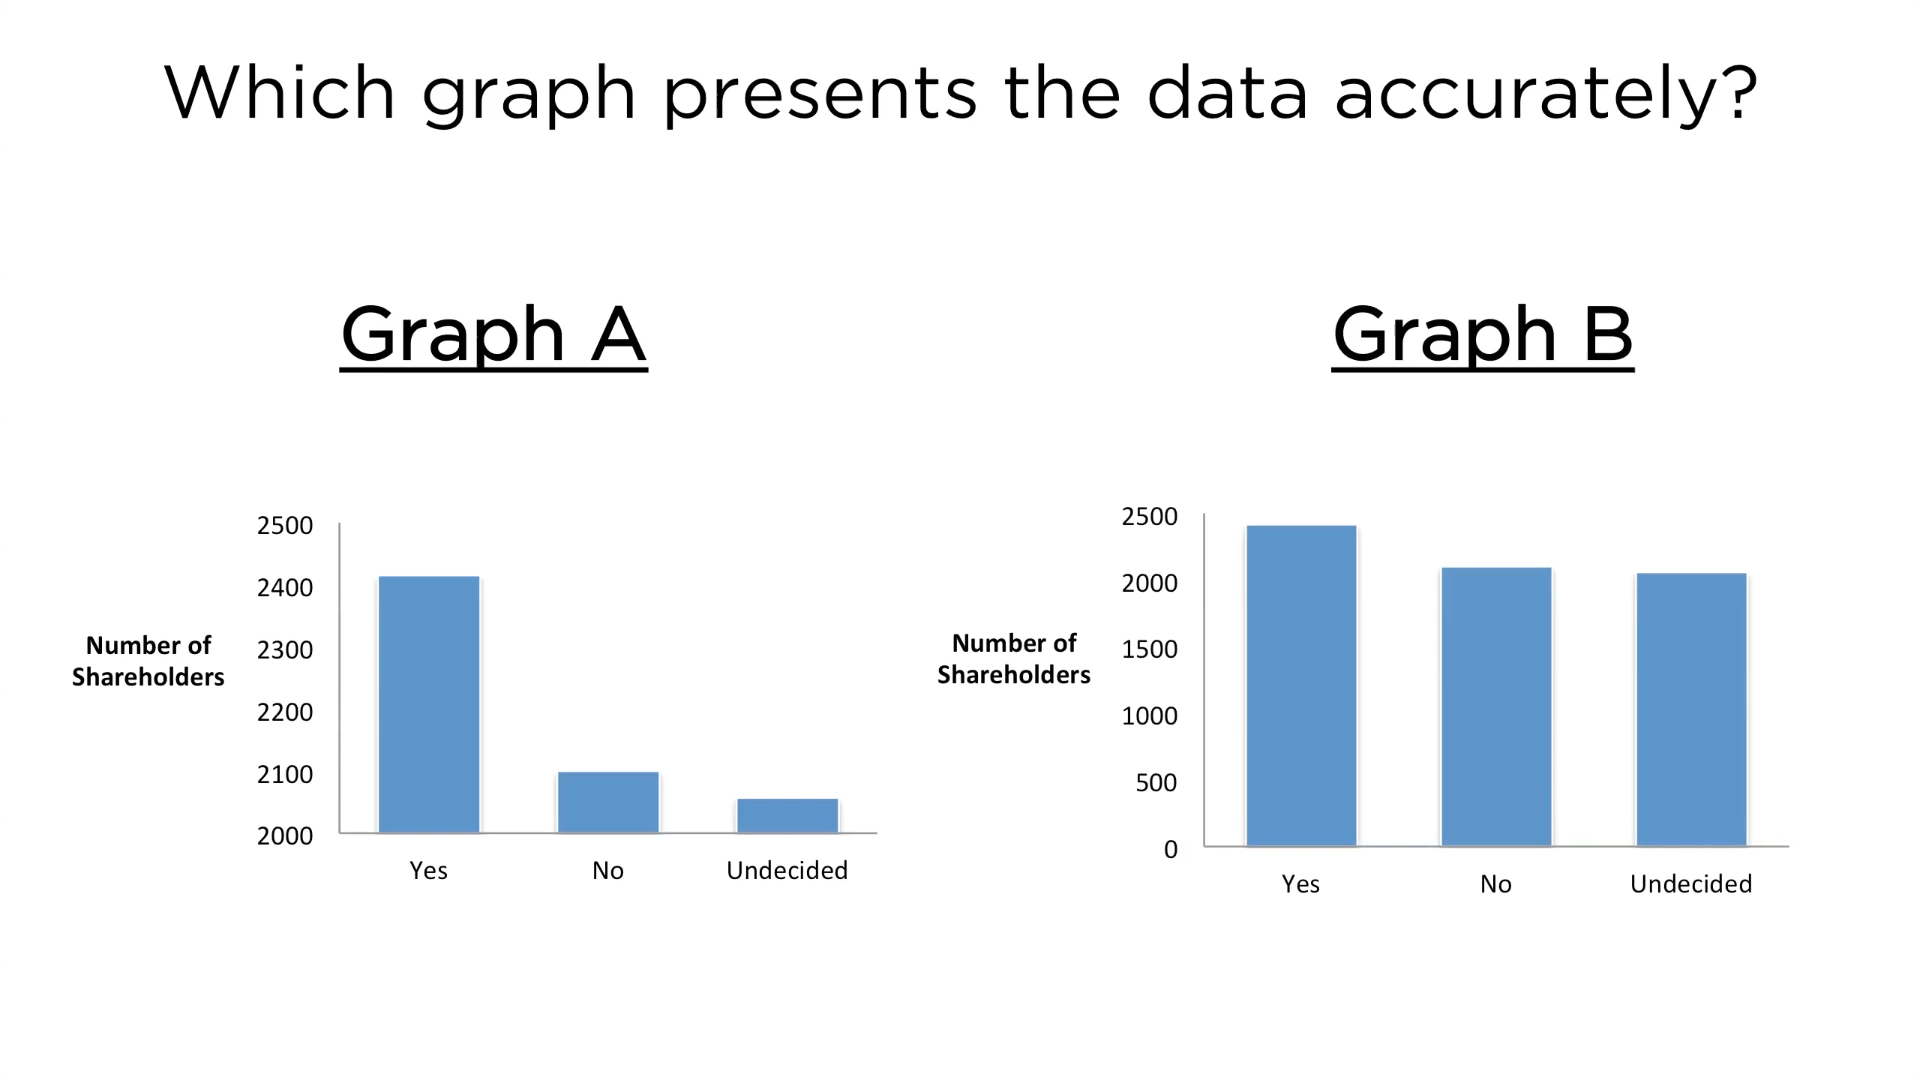 Which graph presents the data accurately?
Graph A
2500
2400
2300
2200
2100
2000
Number of
Shareholders
Yes No Undecided
Graph B
2500
2000
1500
1000
500
0
Number of
Shareholders
Yes No Undecided